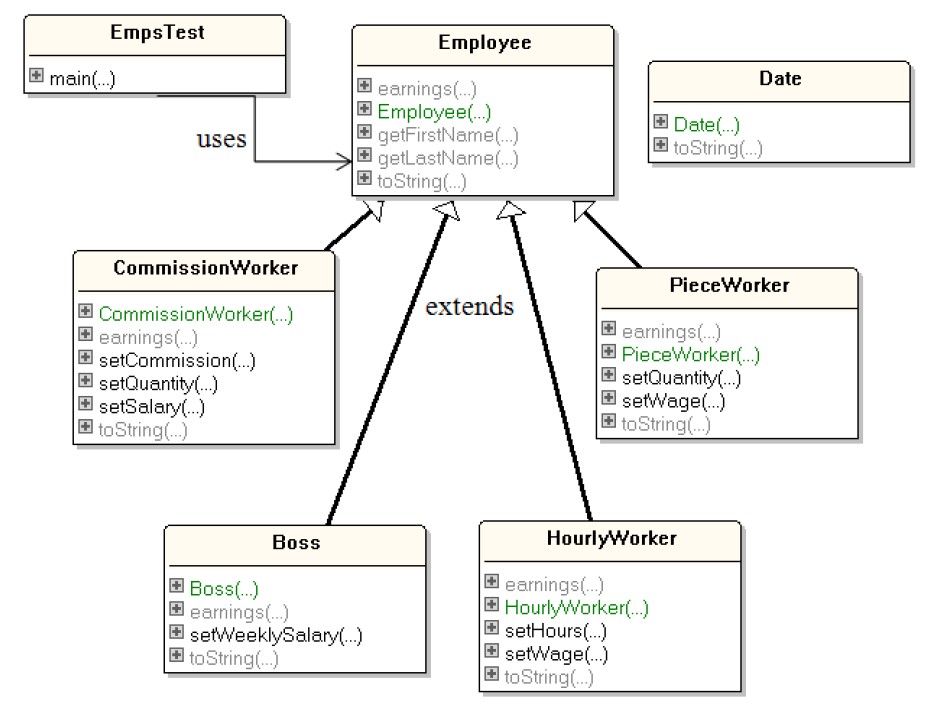 EmpsTest
main(...)
uses
Employee
earnings(...)
Employee(...)
getFirstName(...)
getLastName(...)
toString(...)
Date
Date(...)
toString(...)
CommissionWorker
CommissionWorker(...)
earnings(...)
setCommission(...)
setQuantity(...)
setSalary(...)
toString(...)
extends
PieceWorker
earnings(...)
PieceWorker(...)
setQuantity(...)
setWage(...)
toString(...)
Boss
Boss(...)
earnings(...)
setWeeklySalary(...)
toString(...)
HourlyWorker
earnings(...)
HourlyWorker(...)
setHours(...)
setWage(...)
toString(...)